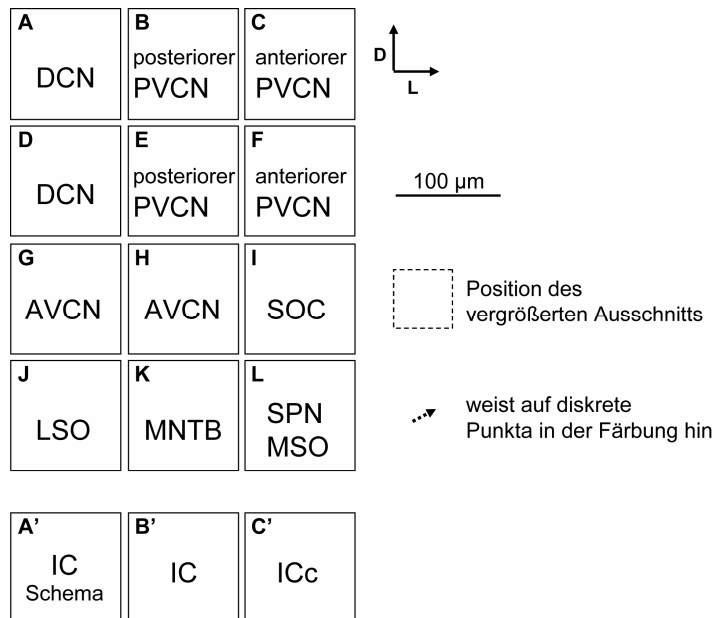 A
B
C
DCN
posteriorer
PVCN
anteriorer
PVCN
D
L
D
E
F
DCN
posteriorer
PVCN
anteriorer
PVCN
100 µm
G
H
I
AVCN
AVCN
SOC
Position des
vergrößerten Ausschnitts
J
K
L
LSO
MNTB
SPN
MSO
weist auf diskrete
Punkta in der Färbung hin
A’
B’
C’
IC
Schema
IC
ICc